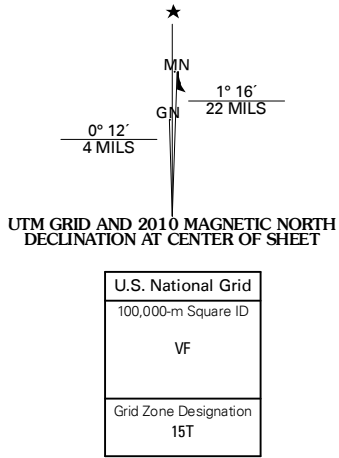 ★
MN
1° 16´
22 MILS
GN
0° 12´
4 MILS
UTM GRID AND 2010 MAGNETIC NORTH
DECLINATION AT CENTER OF SHEET
U.S. National Grid
100,000-m Square ID
VF
Grid Zone Designation
15T